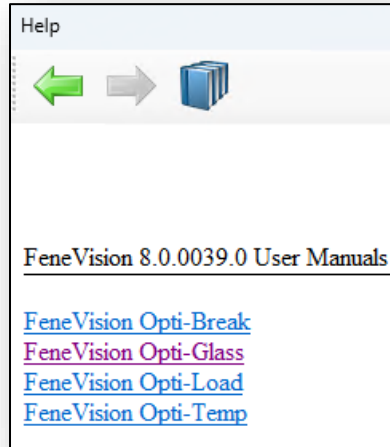 Help
FeneVision 8.0.0039.0 User Manuals
FeneVision Opti-Break
FeneVision Opti-Glass
FeneVision Opti-Load
FeneVision Opti-Temp